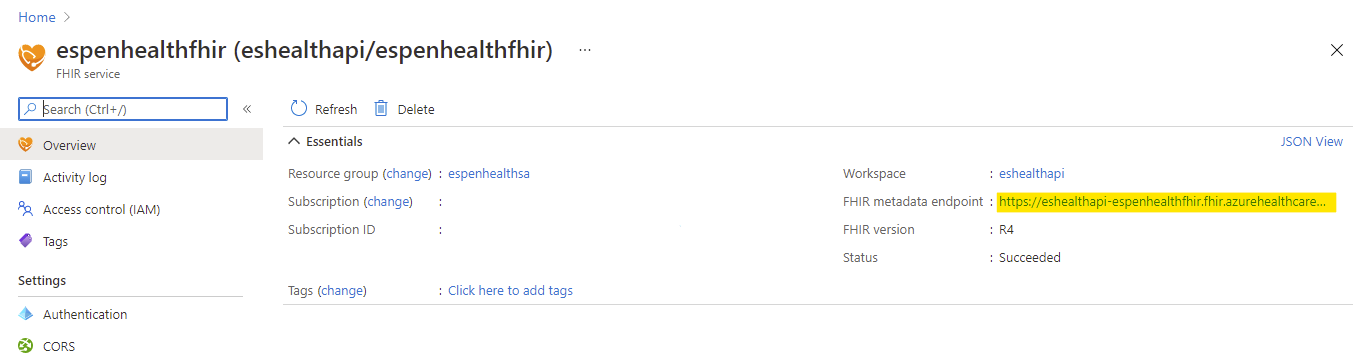 Home >
espenhealthfhir (eshealthapi/espenhealthfhir) ...
FHIR service
Search (Ctrl+/) «
Overview
Activity log
Access control (IAM)
Tags
Settings
Authentication
CORS
Refresh Delete
Essentials JSON View
Resource group (change) : espenhealthsa
Subscription (change) :
Subscription ID :
Tags (change) : Click here to add tags
Workspace : eshealthapi
FHIR metadata endpoint : https://eshealthapi-espenhealthfhir.fhir.azurehealthcare...
FHIR version : R4
Status : Succeeded